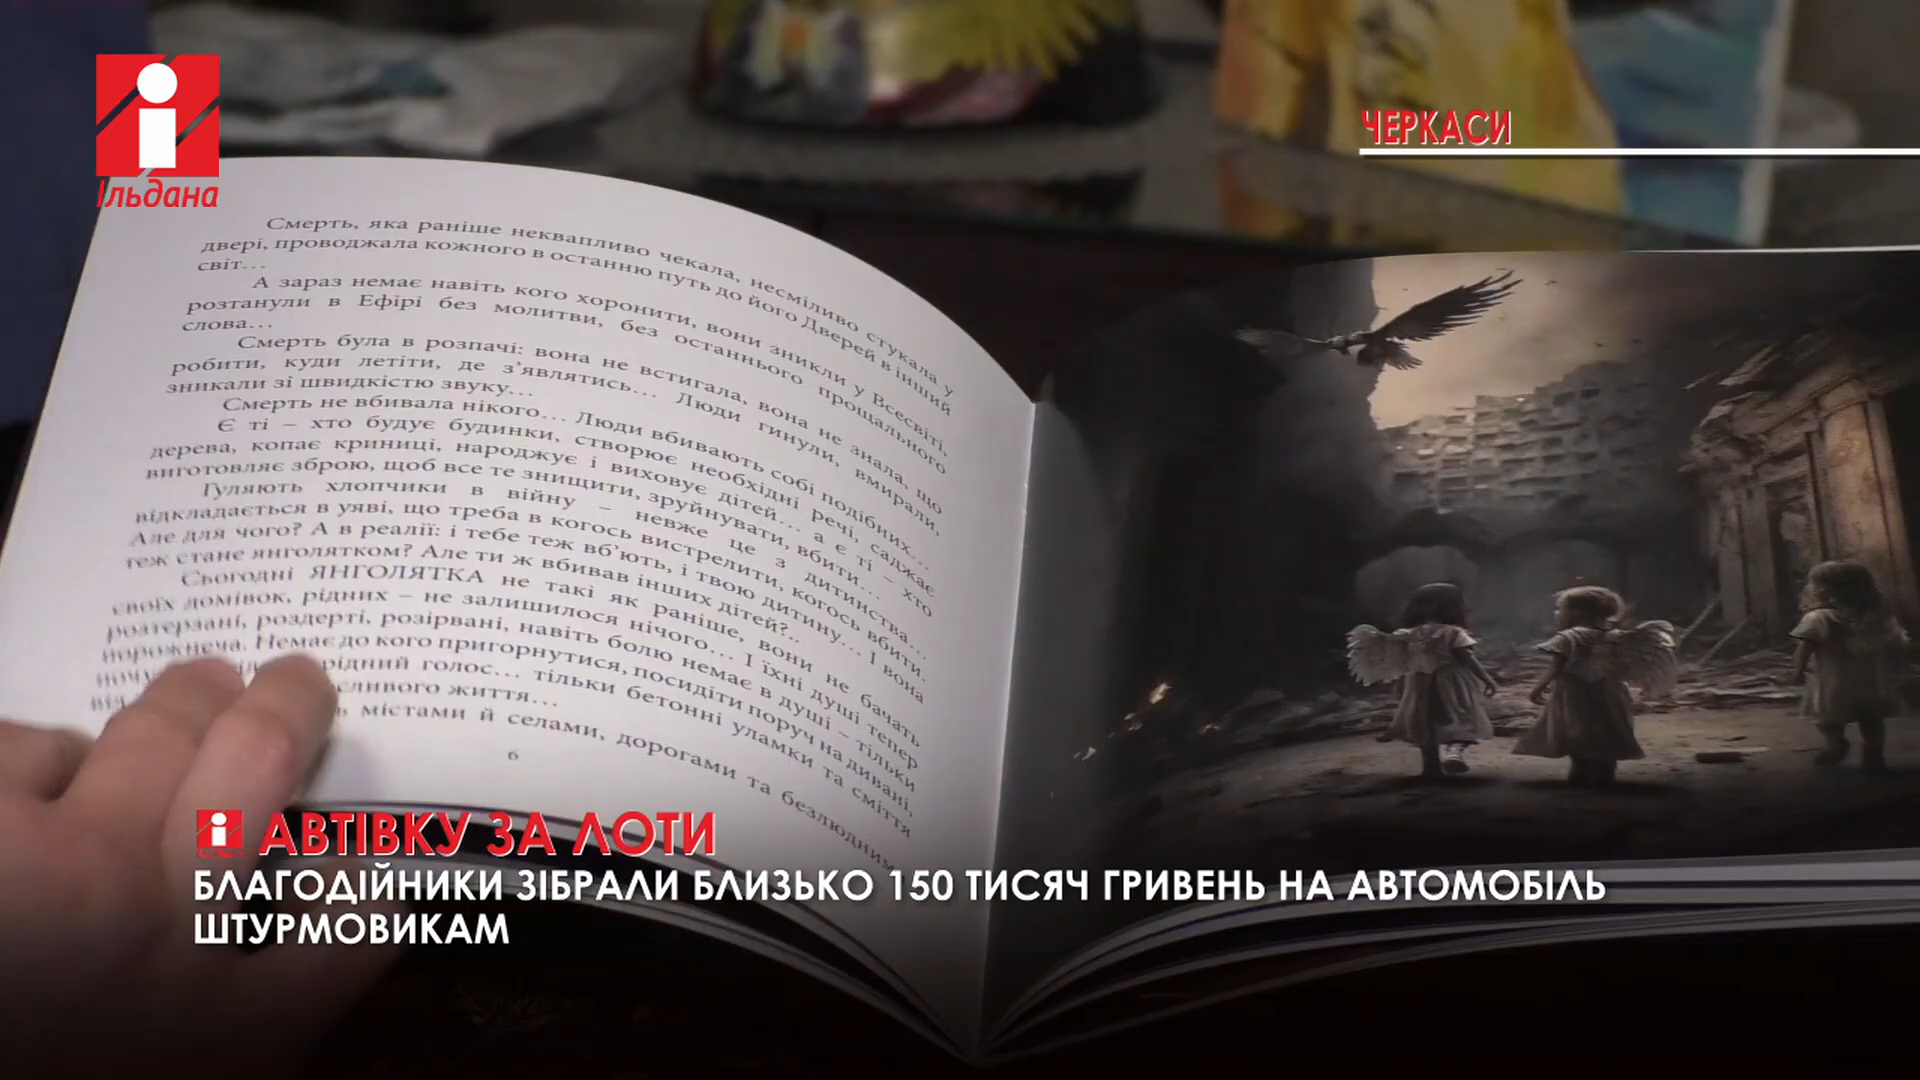 Ільдана
ЧЕРКАСИ
Смерть, яка раніше неквапливо чекала, несміливо стукала у
двері, проводжала кожного в останню путь до його Дверей в інший
світ…
А зараз немає навіть кого хоронити, вони зникли у Всесвіті,
розтанули в Ефірі без молитви, без останнього прощального
слова…
Смерть була в розпачі: вона не встигала, вона не знала, що
робити, куди летіти, де з’являтись… Люди гинули, вмирали,
зникали зі швидкістю звуку…
Смерть не вбивала нікого… Люди вбивають собі подібних…
Є ті – хто будує будинки, створює необхідні речі, саджає
дерева, копає криниці, народжує і виховує дітей… а є ті – хто
виготовляє зброю, щоб все те знищити, зруйнувати, вбити…
Гуляють хлопчики в війну – невже це з дитинства…
відкладається в уяві, що треба в когось вистрелити, когось вбити.
Але для чого? А в реалії: і тебе теж вб’ють, і твою дитину… І вона
теж стане янголятком? Але ти ж вбивав інших дітей?..
Сьогодні ЯНГОЛЯТКА не такі як раніше, вони не бачать
своїх домівок, рідних – не залишилося нічого… І їхні душі тепер
розтерзані, роздерті, розірвані, навіть болю немає в душі – тільки
порожнеча. Немає до кого пригорнутися, посидіти поруч на дивані,
рідний голос… тільки бетонні уламки та сміття
від життя…
містами й селами, дорогами та безлюдним
6
АВТІВКУ ЗА ЛОТИ
БЛАГОДІЙНИКИ ЗІБРАЛИ БЛИЗЬКО 150 ТИСЯЧ ГРИВЕНЬ НА АВТОМОБІЛЬ
ШТУРМОВИКАМ